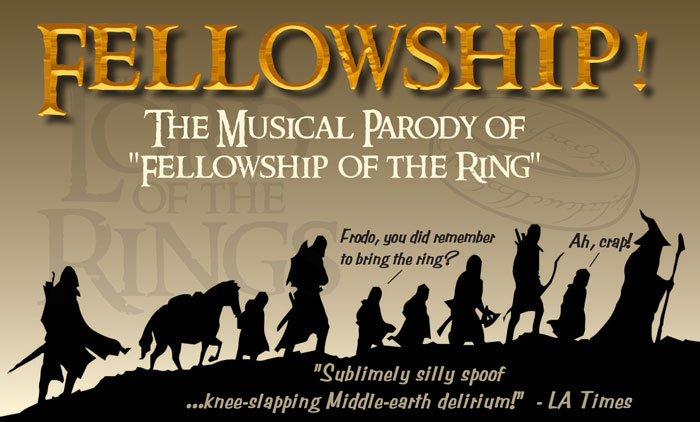 FELLOWSHIP!
THE MUSICAL PARODY OF
"FELLOWSHIP OF THE RING"
LORD
OF THE
RINGS
Frodo, you did remember
to bring the ring?
Ah, crap!
"Sublimely silly spoof
...knee-slapping Middle-earth delirium!" - LA Times